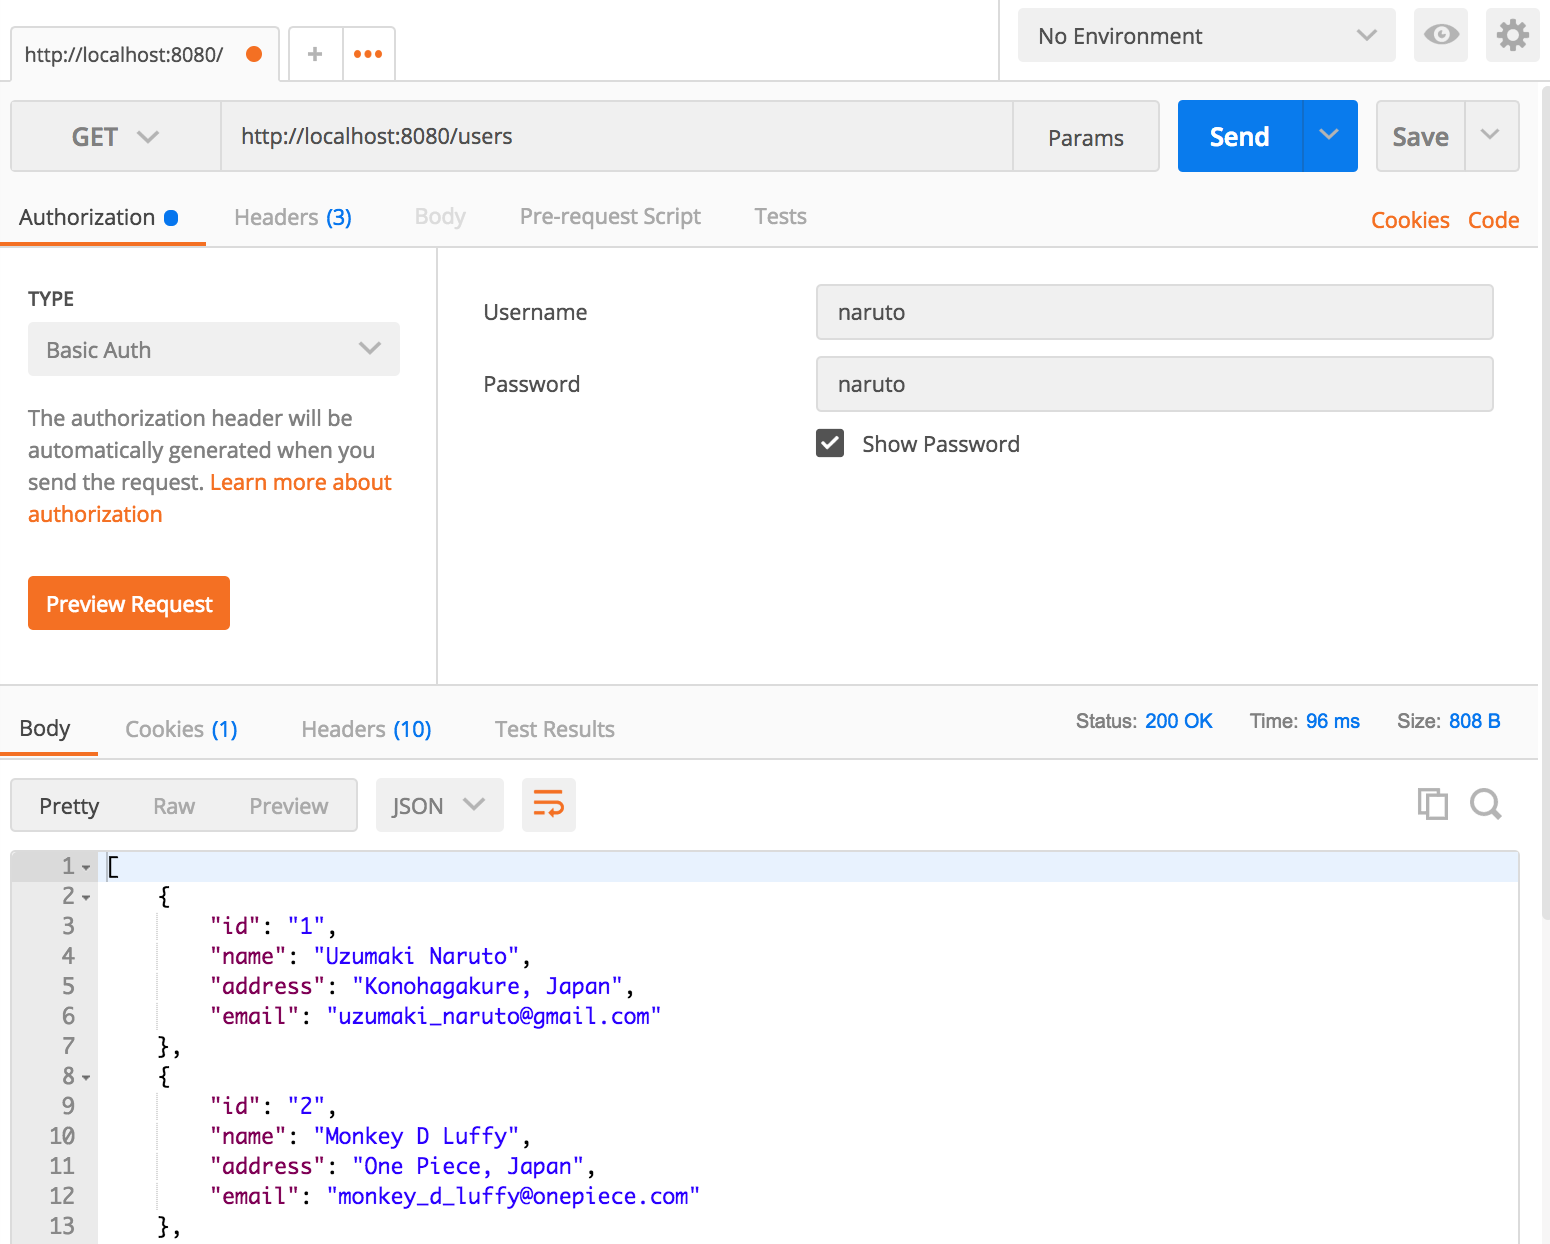 http://localhost:8080/
No Environment
GET http://localhost:8080/users Params Send Save
Authorization Headers (3) Body Pre-request Script Tests Cookies Code
TYPE
Basic Auth
The authorization header will be
automatically generated when you
send the request. Learn more about
authorization
Preview Request
Username naruto
Password naruto
Show Password
Body Cookies (1) Headers (10) Test Results Status: 200 OK Time: 96 ms Size: 808 B
Pretty Raw Preview JSON
1 [
2 {
3 "id": "1",
4 "name": "Uzumaki Naruto",
5 "address": "Konohagakure, Japan",
6 "email": "uzumaki_naruto@gmail.com"
7 },
8 {
9 "id": "2",
10 "name": "Monkey D Luffy",
11 "address": "One Piece, Japan",
12 "email": "monkey_d_luffy@onepiece.com"
13 },